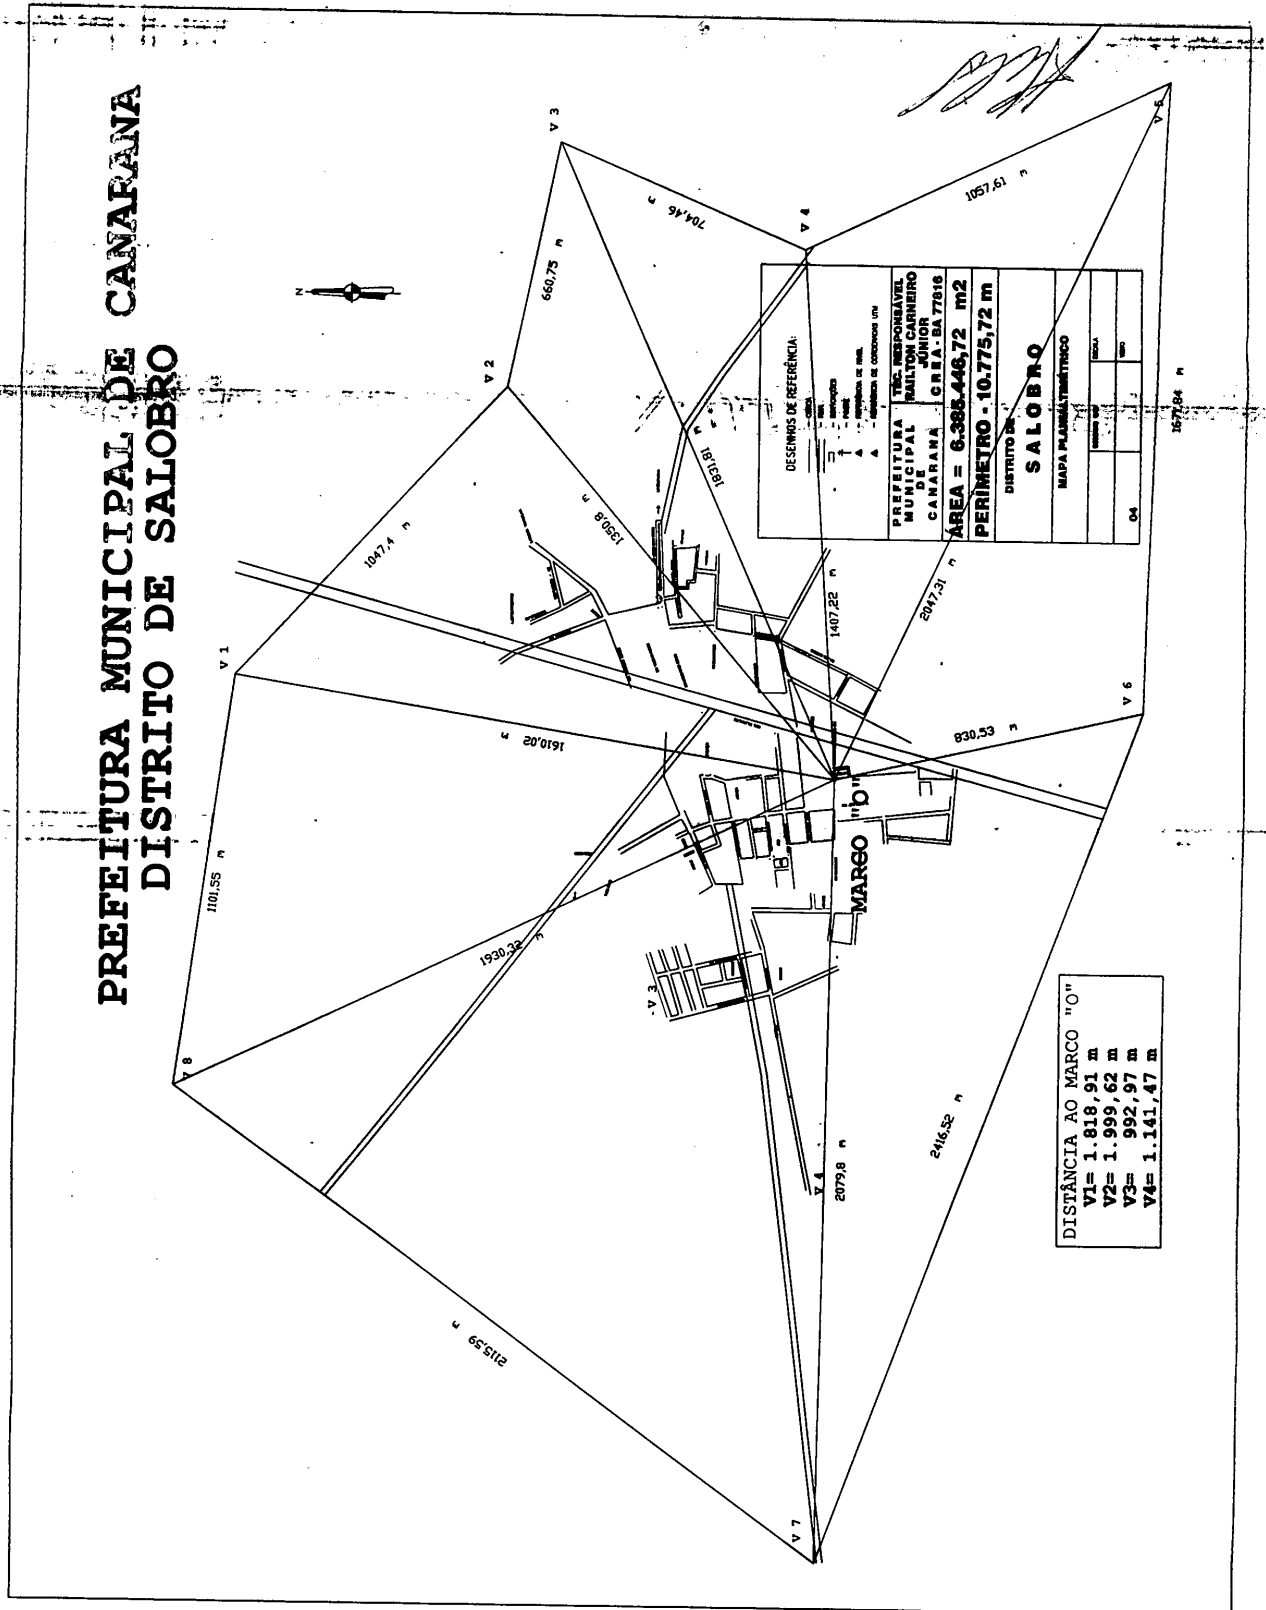 PREFEITURA MUNICIPAL DE CANARANA
DISTRITO DE SALOBRO
N
V 1
V 2
V 3
V 4
V 5
V 6
V 7
V 8
1047,4 m
660,75 m
704,46 m
1057,61 m
1677,84 m
2416,52 m
2115,59 m
1101,55 m
1610,02 m
1350,8 m
1831,81 m
1407,22 m
2047,31 m
830,53 m
2079,8 m
1930,32 m
V 3
V 4
MARCO "O"
DESENHOS DE REFERÊNCIA:
PREFEITURA
MUNICIPAL
DE
CANARANA
TÉC. RESPONSÁVEL
RAILTON CARNEIRO
JÚNIOR
CREA - BA 77816
ÁREA = 6.388.446,72 m2
PERÍMETRO - 10.775,72 m
DISTRITO DE
SALOBRO
MAPA PLANIALTIMÉTRICO
ESCALA
04
DISTÂNCIA AO MARCO "O"
V1= 1.818,91 m
V2= 1.999,62 m
V3= 992,97 m
V4= 1.141,47 m